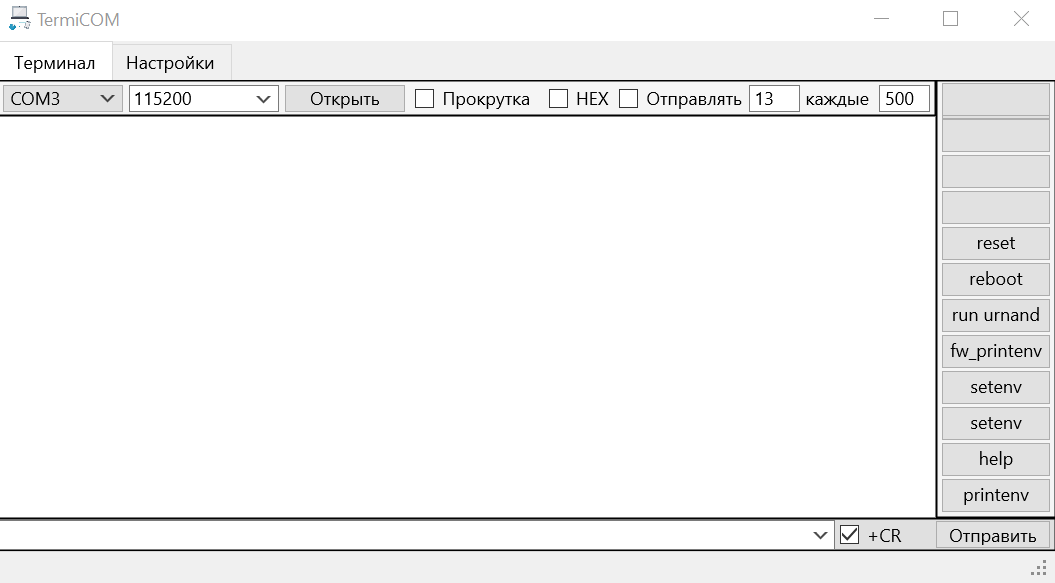 TermiCOM
Терминал Настройки
COM3 115200 Открыть Прокрутка HEX Отправлять 13 каждые 500
reset
reboot
run urnand
fw_printenv
setenv
setenv
help
printenv
+CR Отправить